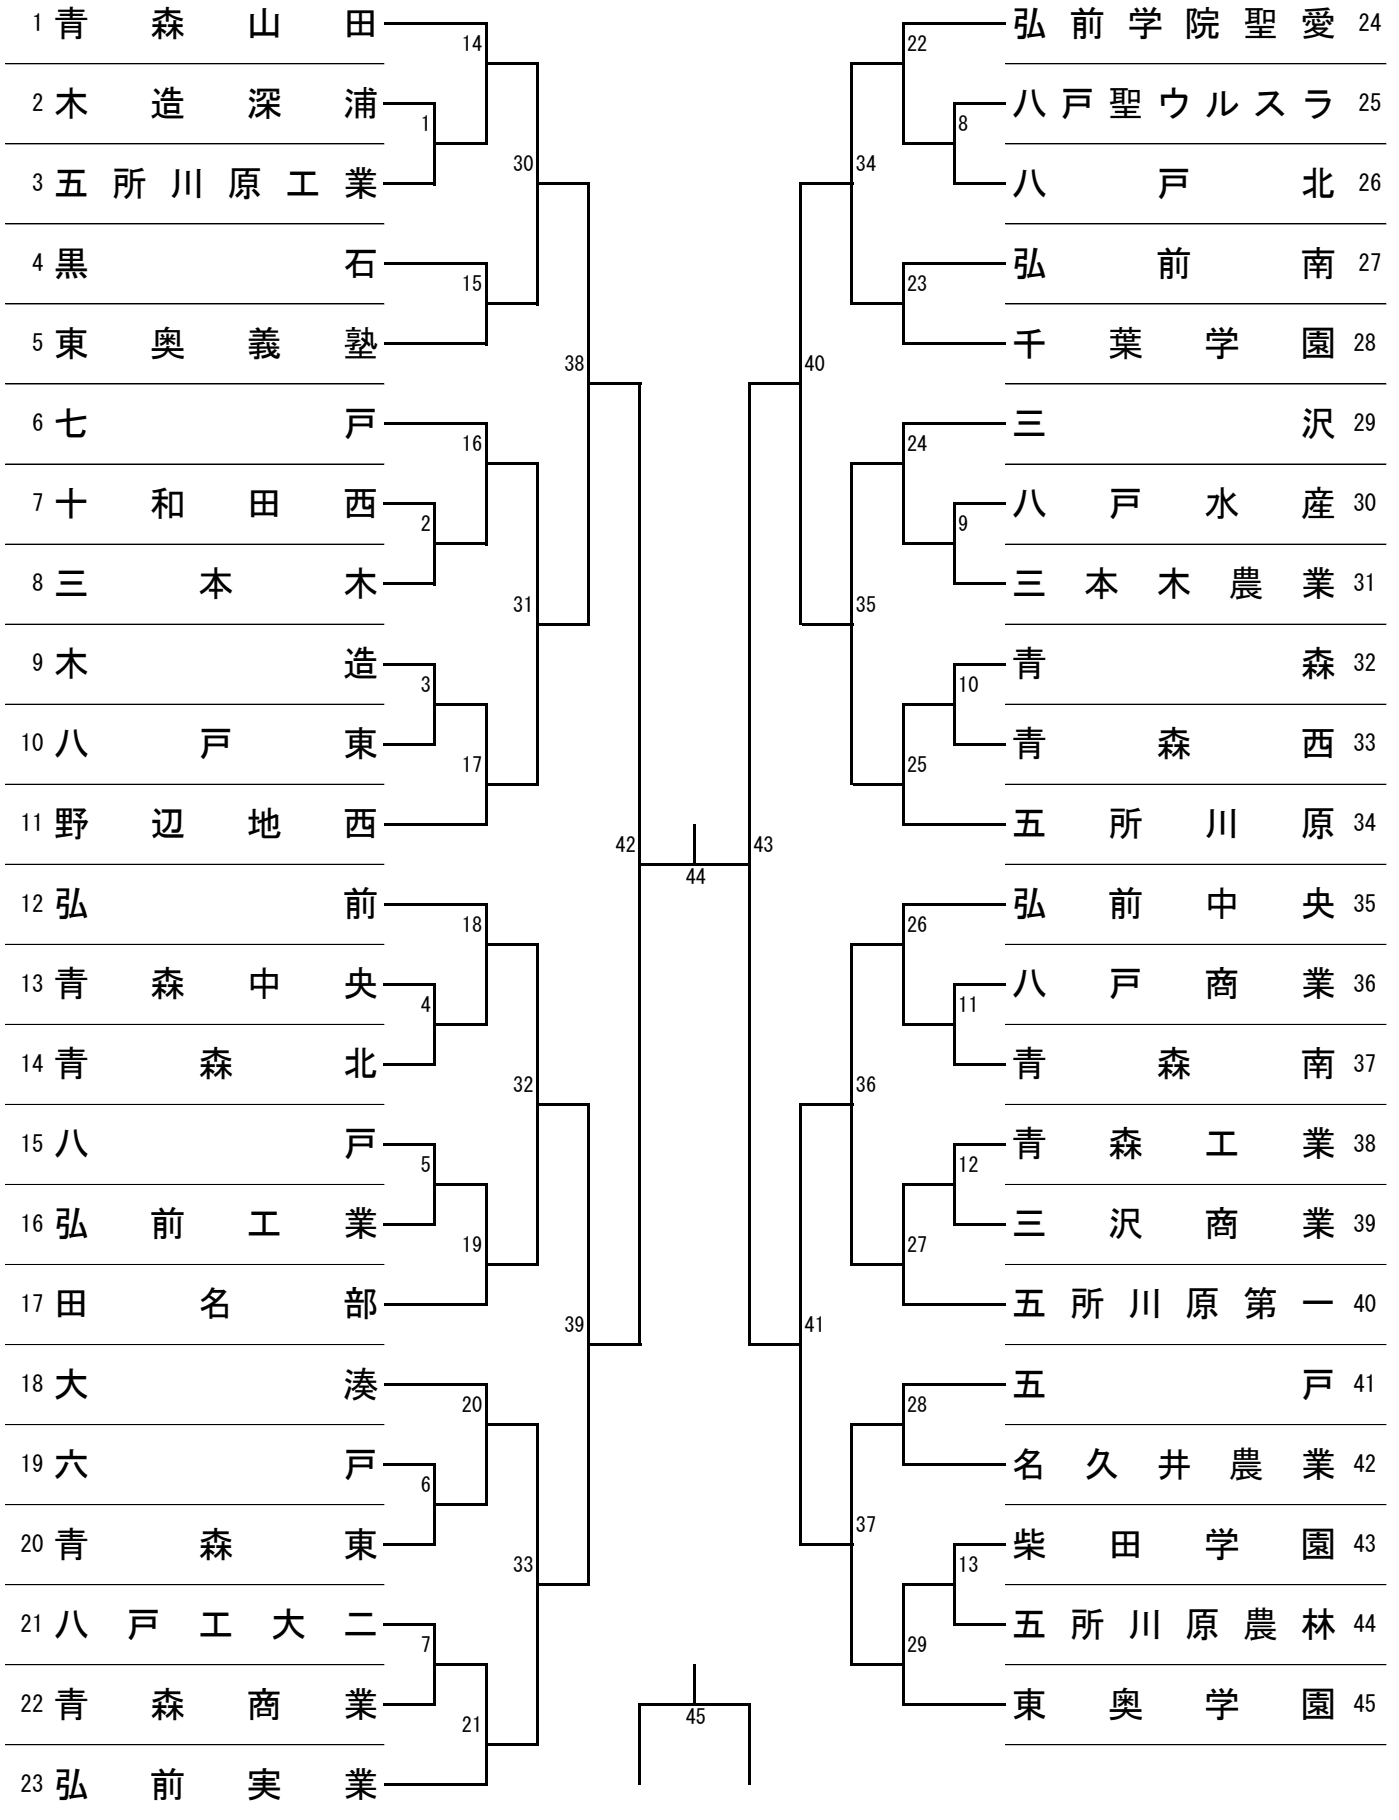 1 青森山田
2 木造深浦
3 五所川原工業
4 黒石
5 東奥義塾
6 七戸
7 十和田西
8 三本木
9 木造
10 八戸東
11 野辺地西
12 弘前
13 青森中央
14 青森北
15 八戸
16 弘前工業
17 田名部
18 大湊
19 六戸
20 青森東
21 八戸工大二
22 青森商業
23 弘前実業
1
2
3
4
5
6
7
14
15
16
17
18
19
20
21
30
31
32
33
38
39
42
44
45
43
40
41
34
35
36
37
22
23
24
25
26
27
28
29
8
9
10
11
12
13
弘前学院聖愛 24
八戸聖ウルスラ 25
八戸北 26
弘前南 27
千葉学園 28
三沢 29
八戸水産 30
三本木農業 31
青森 32
青森西 33
五所川原 34
弘前中央 35
八戸商業 36
青森南 37
青森工業 38
三沢商業 39
五所川原第一 40
五戸 41
名久井農業 42
柴田学園 43
五所川原農林 44
東奥学園 45